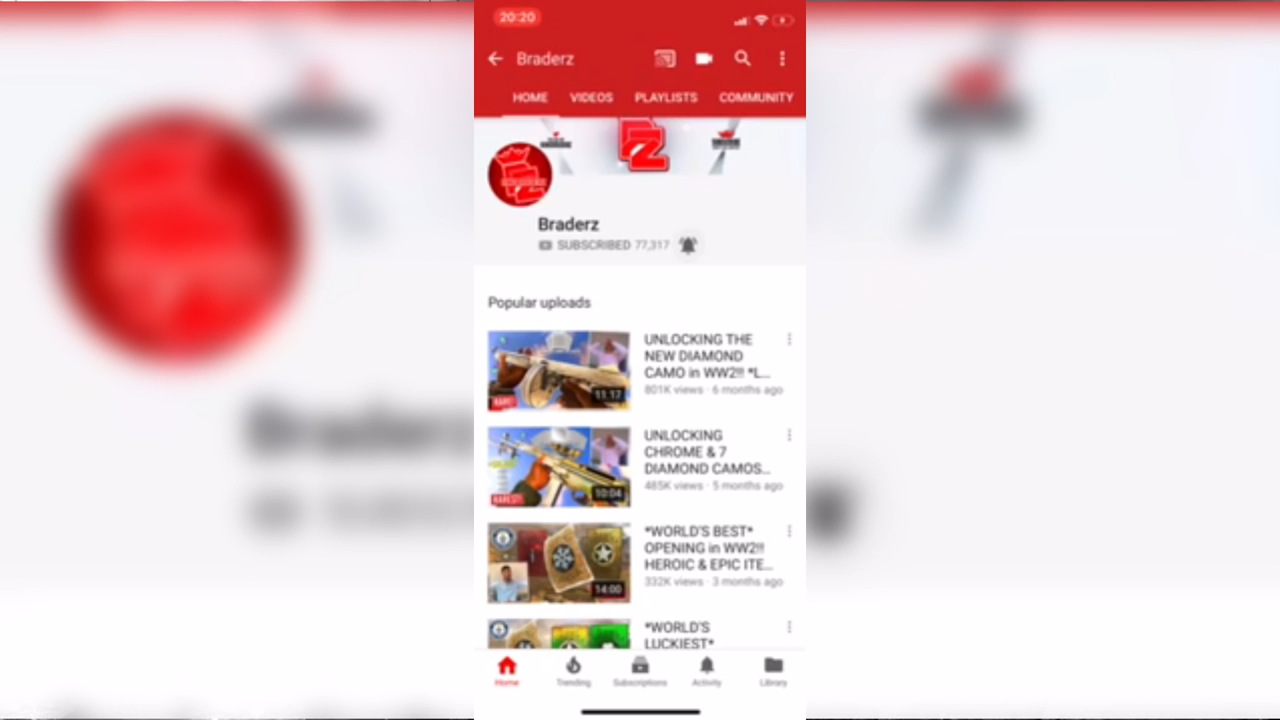 20:20
Braderz
HOME VIDEOS PLAYLISTS COMMUNITY
Braderz
SUBSCRIBED 77,317
Popular uploads
UNLOCKING THE
NEW DIAMOND
CAMO in WW2!!! *L...
801K views · 6 months ago
11:17
UNLOCKING
CHROME & 7
DIAMOND CAMOS...
485K views · 5 months ago
10:04
*WORLD'S BEST*
OPENING in WW2!!!
HEROIC & EPIC ITE...
332K views · 3 months ago
14:00
*WORLD'S
LUCKIEST*
Home Trending Subscriptions Activity Library